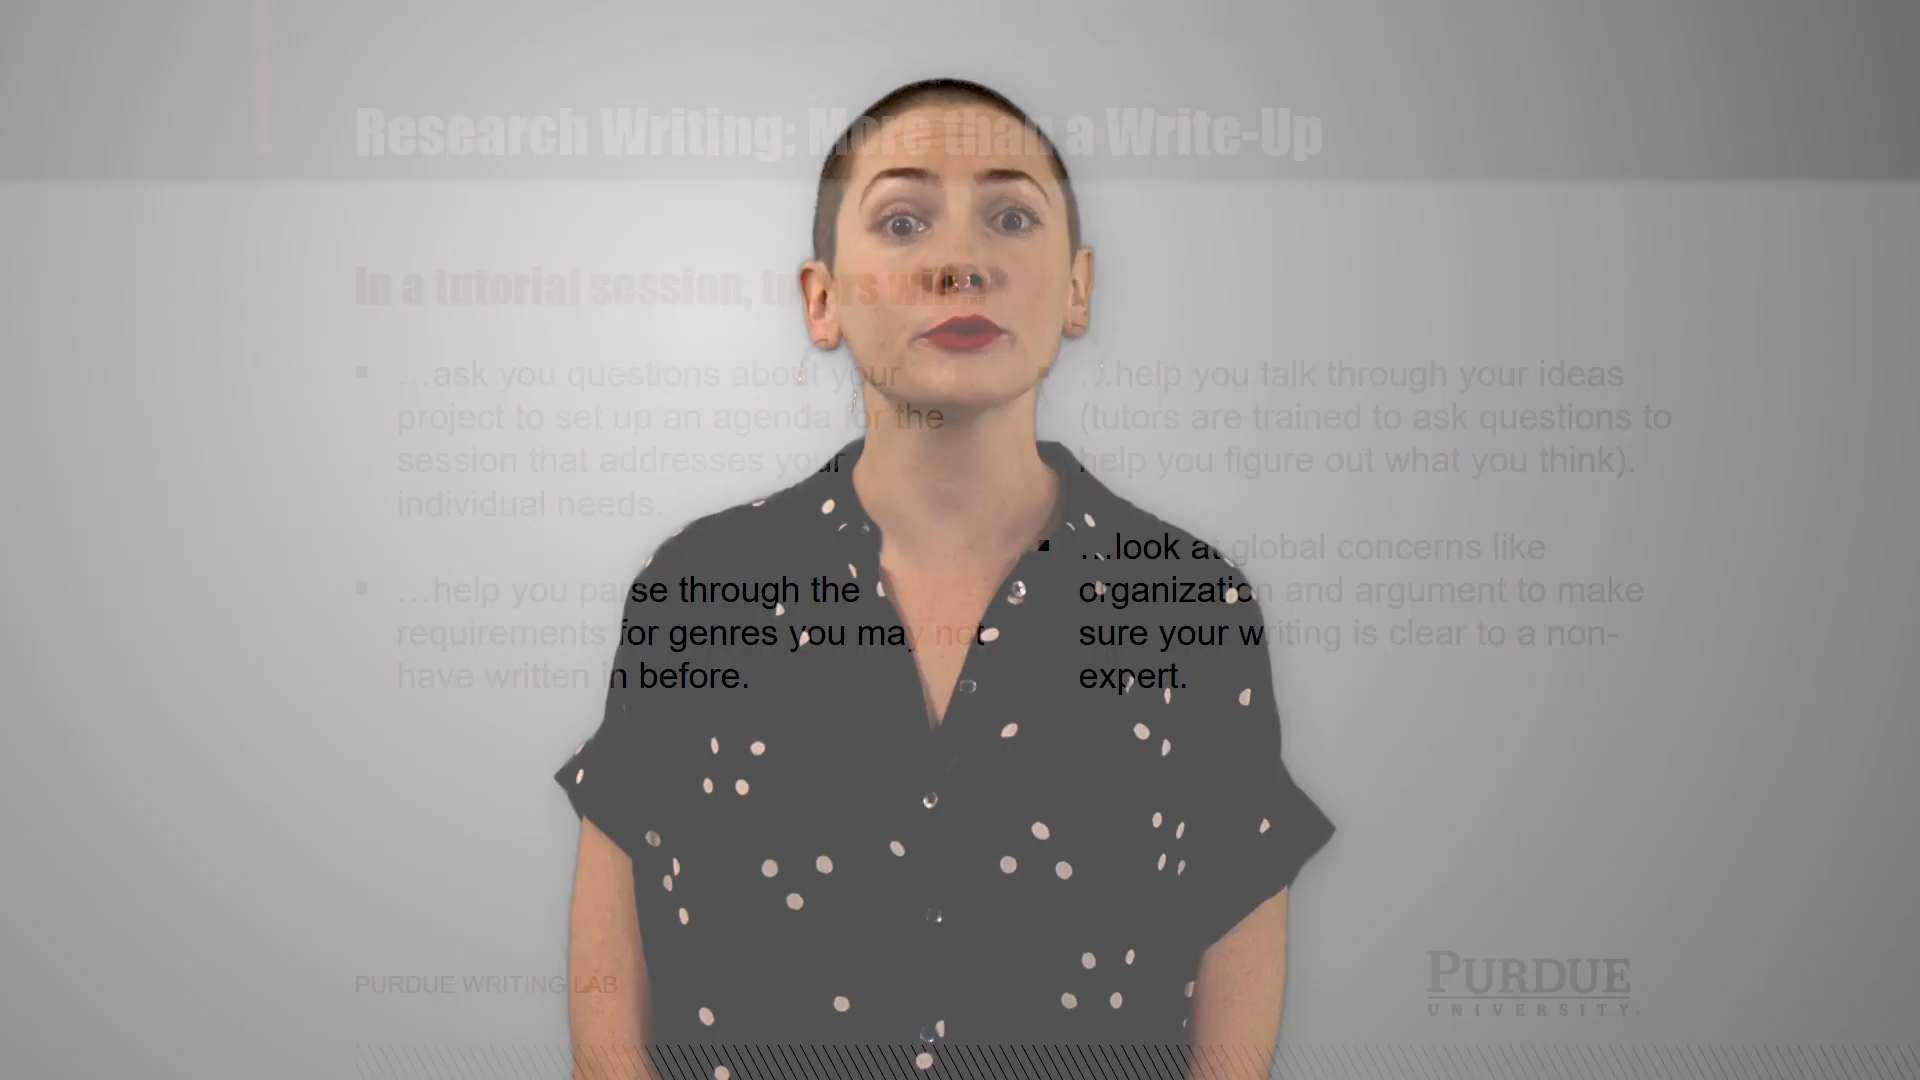 Research Writing: More than a Write-Up
In a tutorial session, tutors will...
▪ …ask you questions about your
project to set up an agenda for the
session that addresses your
individual needs.
▪ …help you parse through the
requirements for genres you may not
have written in before.
▪ …help you talk through your ideas
(tutors are trained to ask questions to
help you figure out what you think).
▪ …look at global concerns like
organization and argument to make
sure your writing is clear to a non-
expert.
PURDUE WRITING LAB
PURDUE
UNIVERSITY.